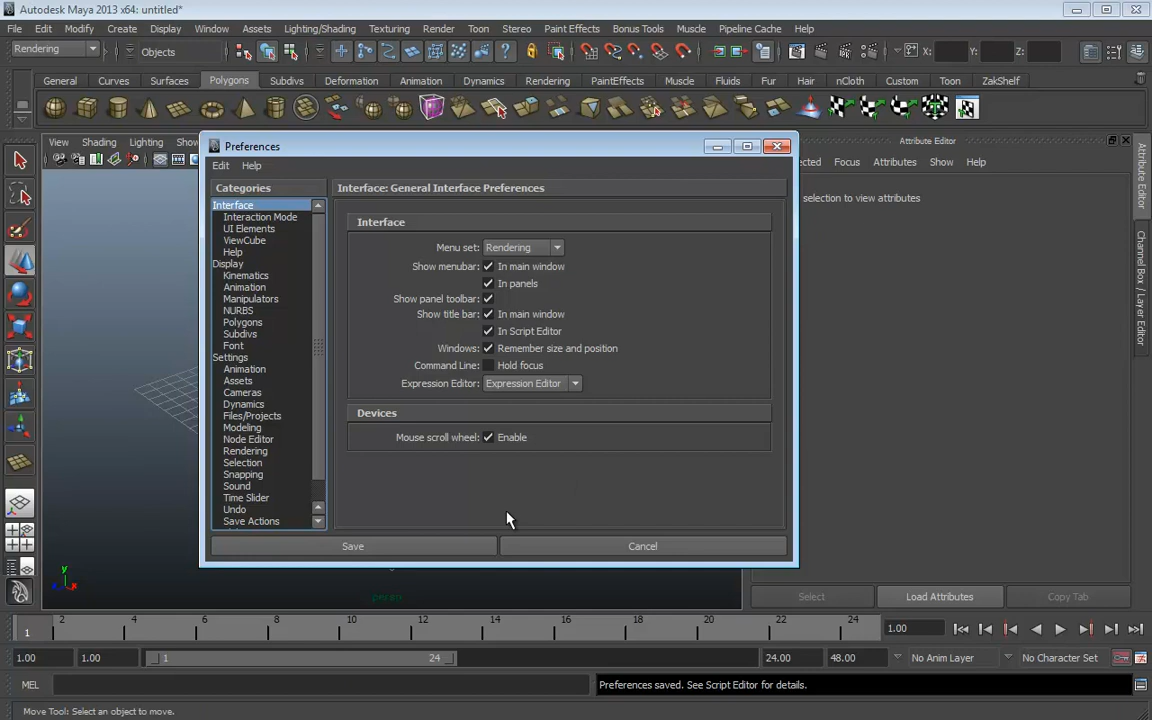 Autodesk Maya 2013 x64: untitled*
File Edit Modify Create Display Window Assets Lighting/Shading Texturing Render Toon Stereo Paint Effects Bonus Tools Muscle Pipeline Cache Help
Rendering Objects X: Y: Z:
General Curves Surfaces Polygons Subdivs Deformation Animation Dynamics Rendering PaintEffects Muscle Fluids Fur Hair nCloth Custom Toon ZakShelf
View Shading Lighting Sho
Preferences
Edit Help
Categories
Interface
Interaction Mode
UI Elements
ViewCube
Help
Display
Kinematics
Animation
Manipulators
NURBS
Polygons
Subdivs
Font
Settings
Animation
Assets
Cameras
Dynamics
Files/Projects
Modeling
Node Editor
Rendering
Selection
Snapping
Sound
Time Slider
Undo
Save Actions
Interface: General Interface Preferences
Interface
Menu set: Rendering
Show menubar: In main window
In panels
Show panel toolbar:
Show title bar: In main window
In Script Editor
Windows: Remember size and position
Command Line: Hold focus
Expression Editor: Expression Editor
Devices
Mouse scroll wheel: Enable
Save Cancel
Attribute Editor
ected Focus Attributes Show Help
selection to view attributes
Attribute Editor
Channel Box / Layer Editor
y
x
persp
Select Load Attributes Copy Tab
1 2 4 6 8 10 12 14 16 18 20 22 24 1.00
1.00 1.00 1 24 24.00 48.00 No Anim Layer No Character Set
MEL Preferences saved. See Script Editor for details.
Move Tool: Select an object to move.